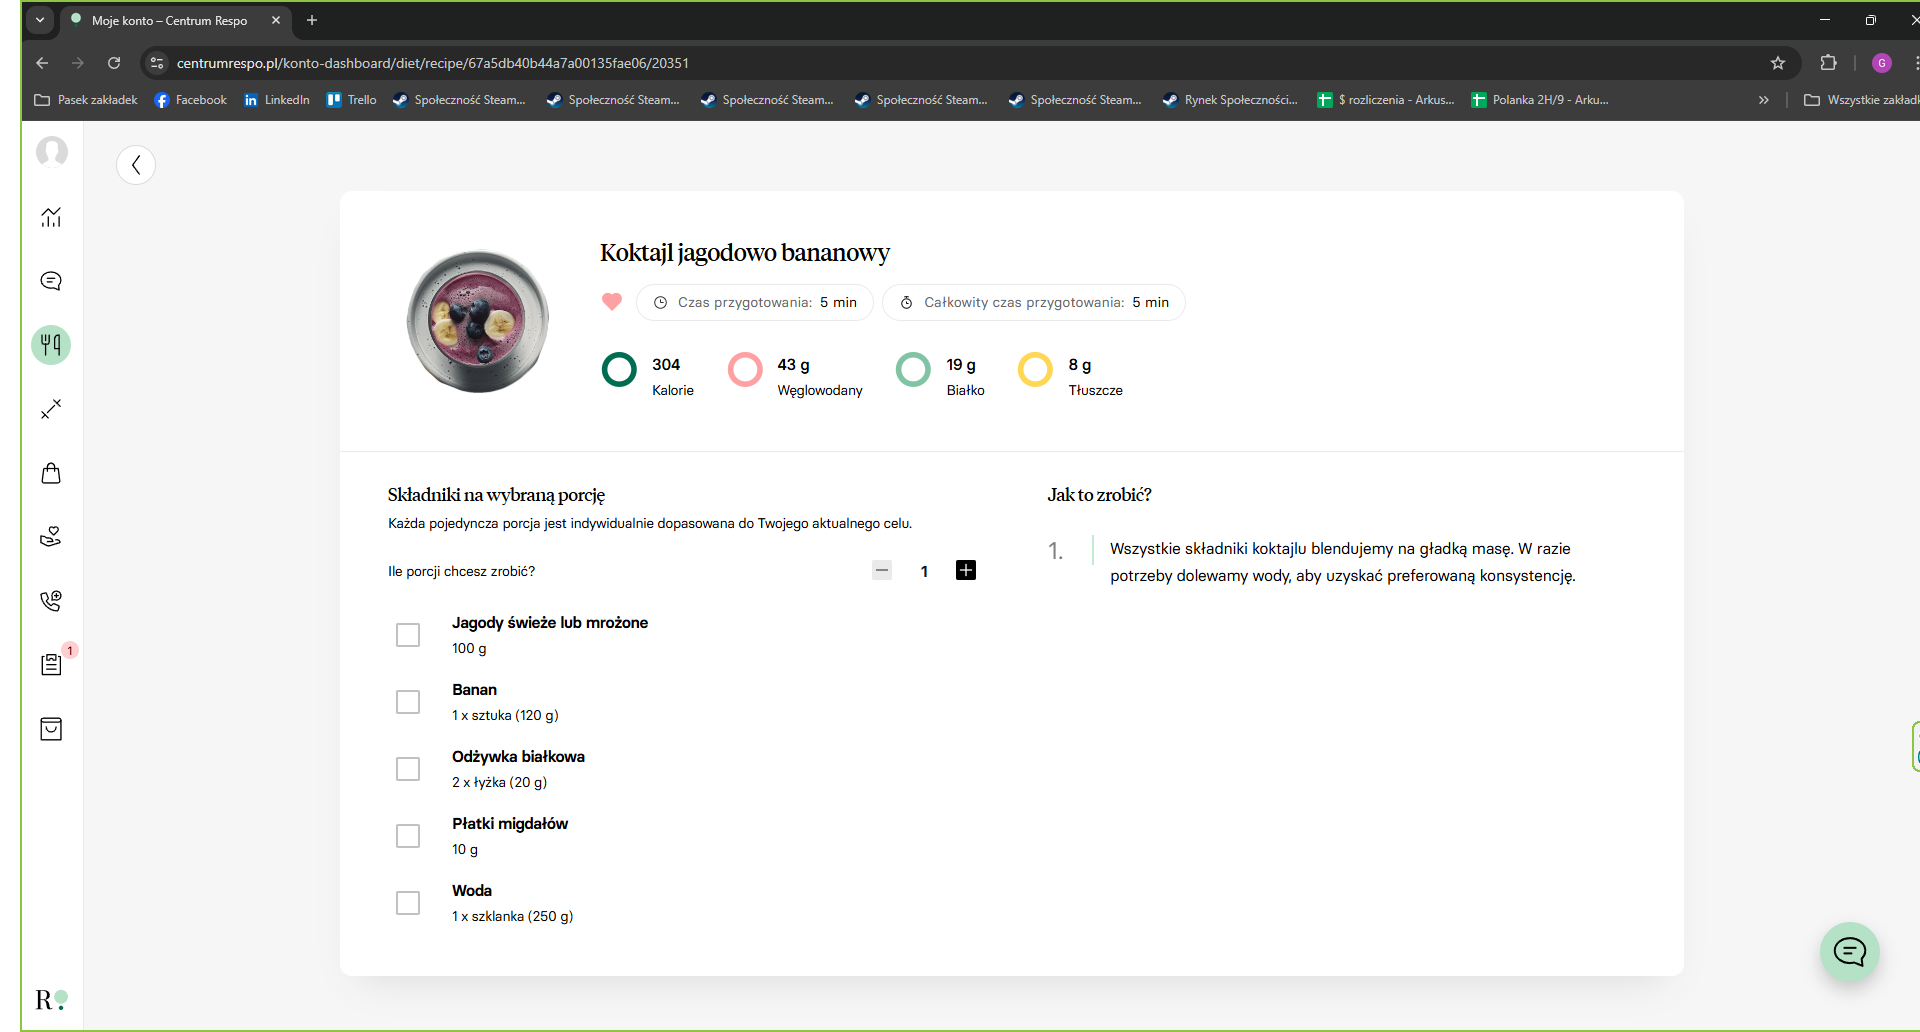 Moje konto – Centrum Respo
centrumrespo.pl/konto-dashboard/diet/recipe/67a5db40b44a7a00135fae06/20351
G
Pasek zakładek
Facebook
LinkedIn
Trello
Społeczność Steam...
Społeczność Steam...
Społeczność Steam...
Społeczność Steam...
Społeczność Steam...
Rynek Społeczności...
$ rozliczenia - Arkus...
Polanka 2H/9 - Arku...
Wszystkie zakładk
Koktajl jagodowo bananowy
Czas przygotowania: 5 min
Całkowity czas przygotowania: 5 min
304
Kalorie
43 g
Węglowodany
19 g
Białko
8 g
Tłuszcze
Składniki na wybraną porcję
Każda pojedyncza porcja jest indywidualnie dopasowana do Twojego aktualnego celu.
Ile porcji chcesz zrobić?
1
Jagody świeże lub mrożone
100 g
Banan
1 x sztuka (120 g)
Odżywka białkowa
2 x łyżka (20 g)
Płatki migdałów
10 g
Woda
1 x szklanka (250 g)
Jak to zrobić?
1.
Wszystkie składniki koktajlu blendujemy na gładką masę. W razie
potrzeby dolewamy wody, aby uzyskać preferowaną konsystencję.
1
R